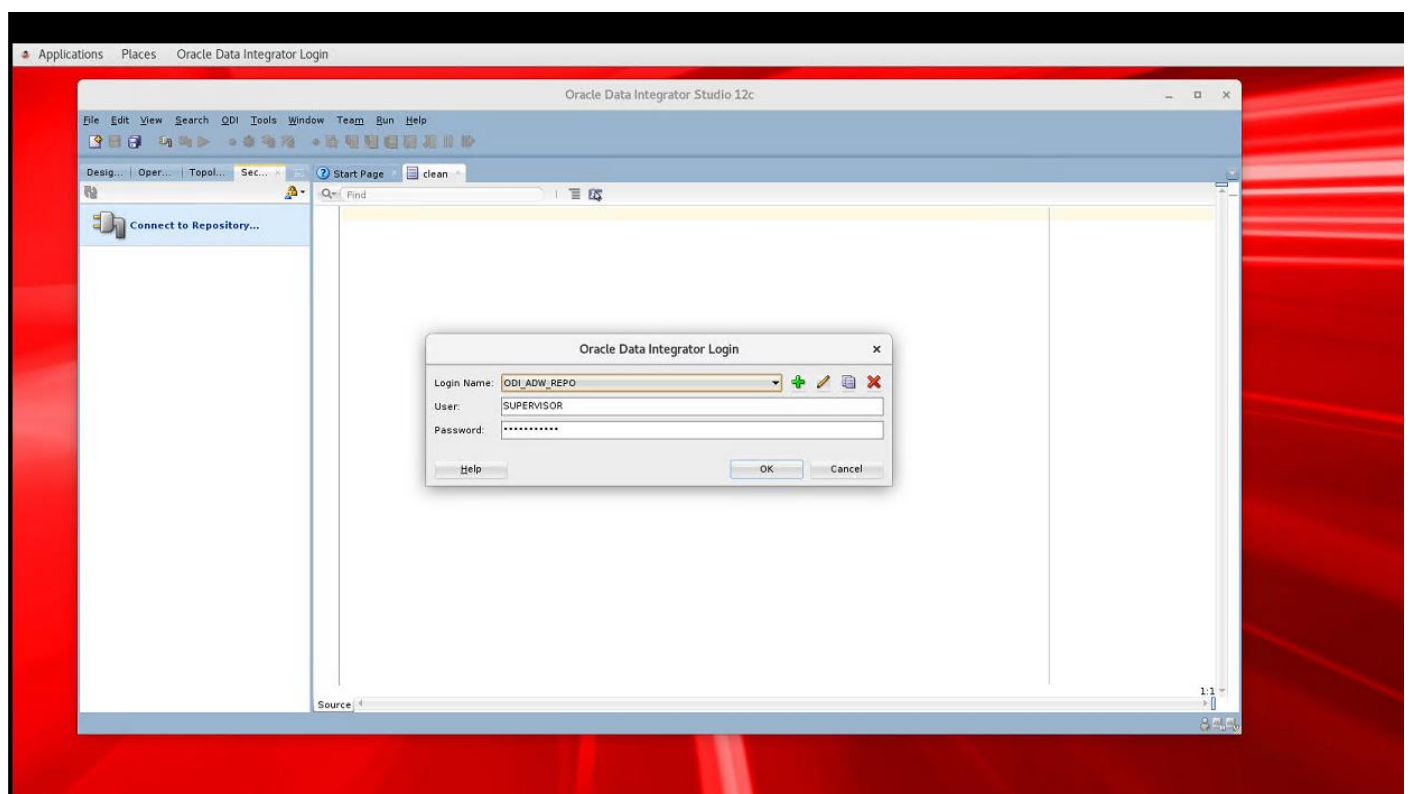 Applications Places Oracle Data Integrator Login
Oracle Data Integrator Studio 12c
File Edit View Search ODI Tools Window Team Run Help
Desig... Oper... Topol... Sec... Start Page clean
Find
Connect to Repository...
Oracle Data Integrator Login
Login Name: ODI_ADW_REPO
User: SUPERVISOR
Password: •••••••••••
Help OK Cancel
1:1
Source